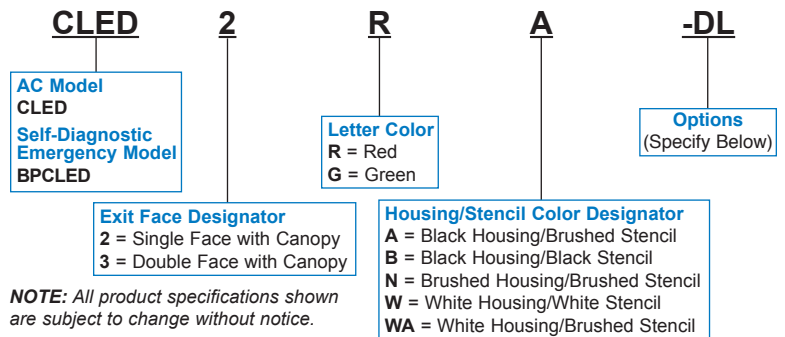 CLED 2 R A -DL
AC Model
CLED
Self-Diagnostic
Emergency Model
BPCLED
Letter Color
R = Red
G = Green
Options
(Specify Below)
Exit Face Designator
2 = Single Face with Canopy
3 = Double Face with Canopy
Housing/Stencil Color Designator
A = Black Housing/Brushed Stencil
B = Black Housing/Black Stencil
N = Brushed Housing/Brushed Stencil
W = White Housing/White Stencil
WA = White Housing/Brushed Stencil
NOTE: All product specifications shown
are subject to change without notice.